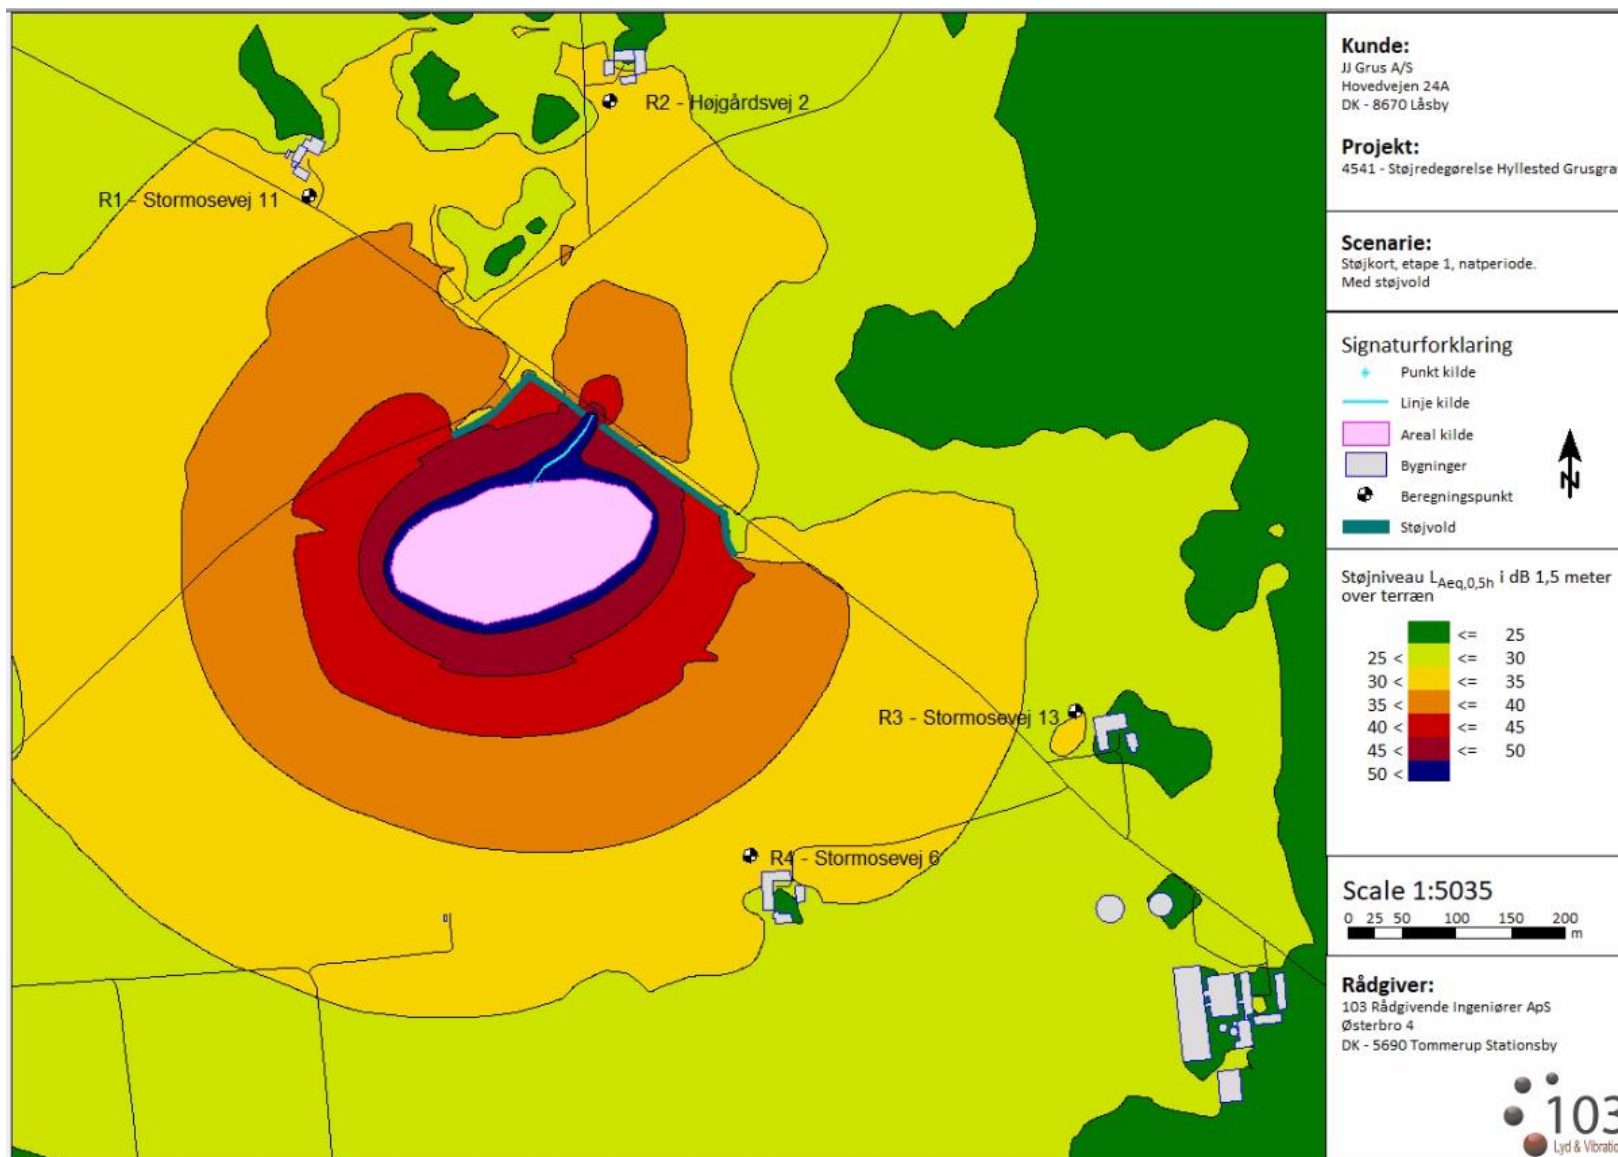 R2 - Højgårdsvej 2
R1 - Stormosevej 11
R3 - Stormosevej 13
R4 - Stormosevej 6
Kunde:
JJ Grus A/S
Hovedvejen 24A
DK - 8670 Låsby
Projekt:
4541 - Støjredegørelse Hyllested Grusgra
Scenarie:
Støjkort, etape 1, natperiode.
Med støjvold
Signaturforklaring
Punkt kilde
Linje kilde
Areal kilde
Bygninger
Beregningspunkt
Støjvold
N
Støjniveau LAeq,0,5h i dB 1,5 meter
over terræn
<= 25
25 < <= 30
30 < <= 35
35 < <= 40
40 < <= 45
45 < <= 50
50 <
Scale 1:5035
0 25 50 100 150 200
m
Rådgiver:
103 Rådgivende Ingeniører ApS
Østerbro 4
DK - 5690 Tommerup Stationsby
103
Lyd & Vibratio